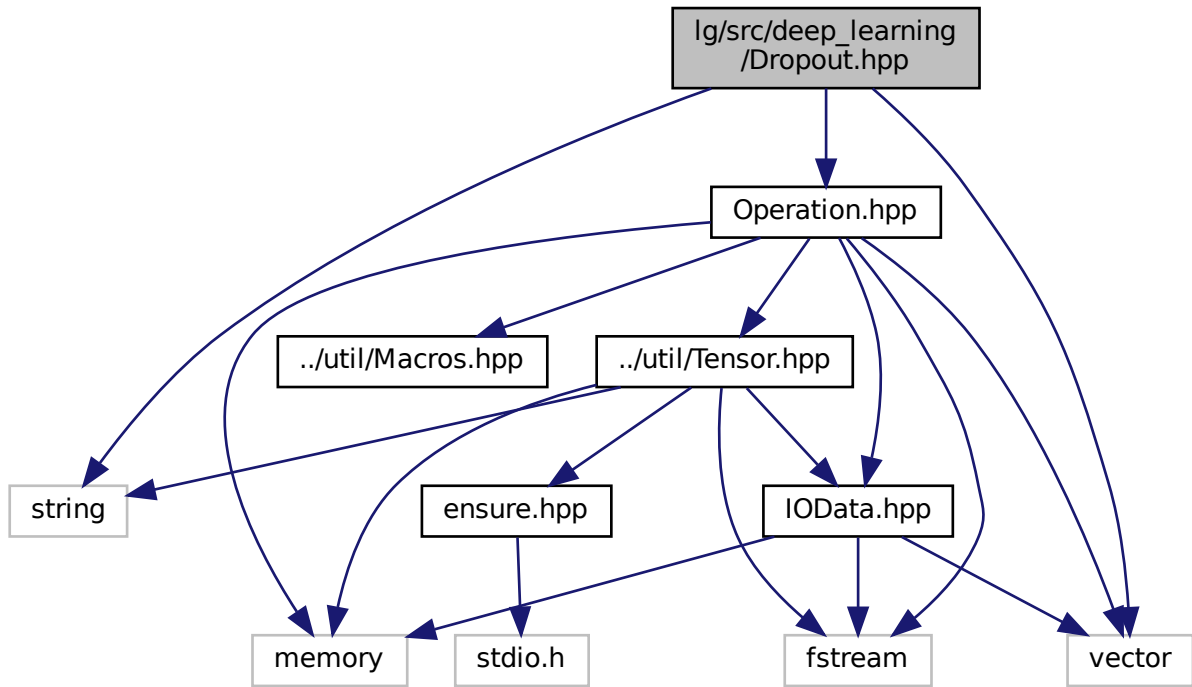 lg/src/deep_learning
/Dropout.hpp
Operation.hpp
../util/Macros.hpp
../util/Tensor.hpp
string
ensure.hpp
IOData.hpp
memory
stdio.h
fstream
vector